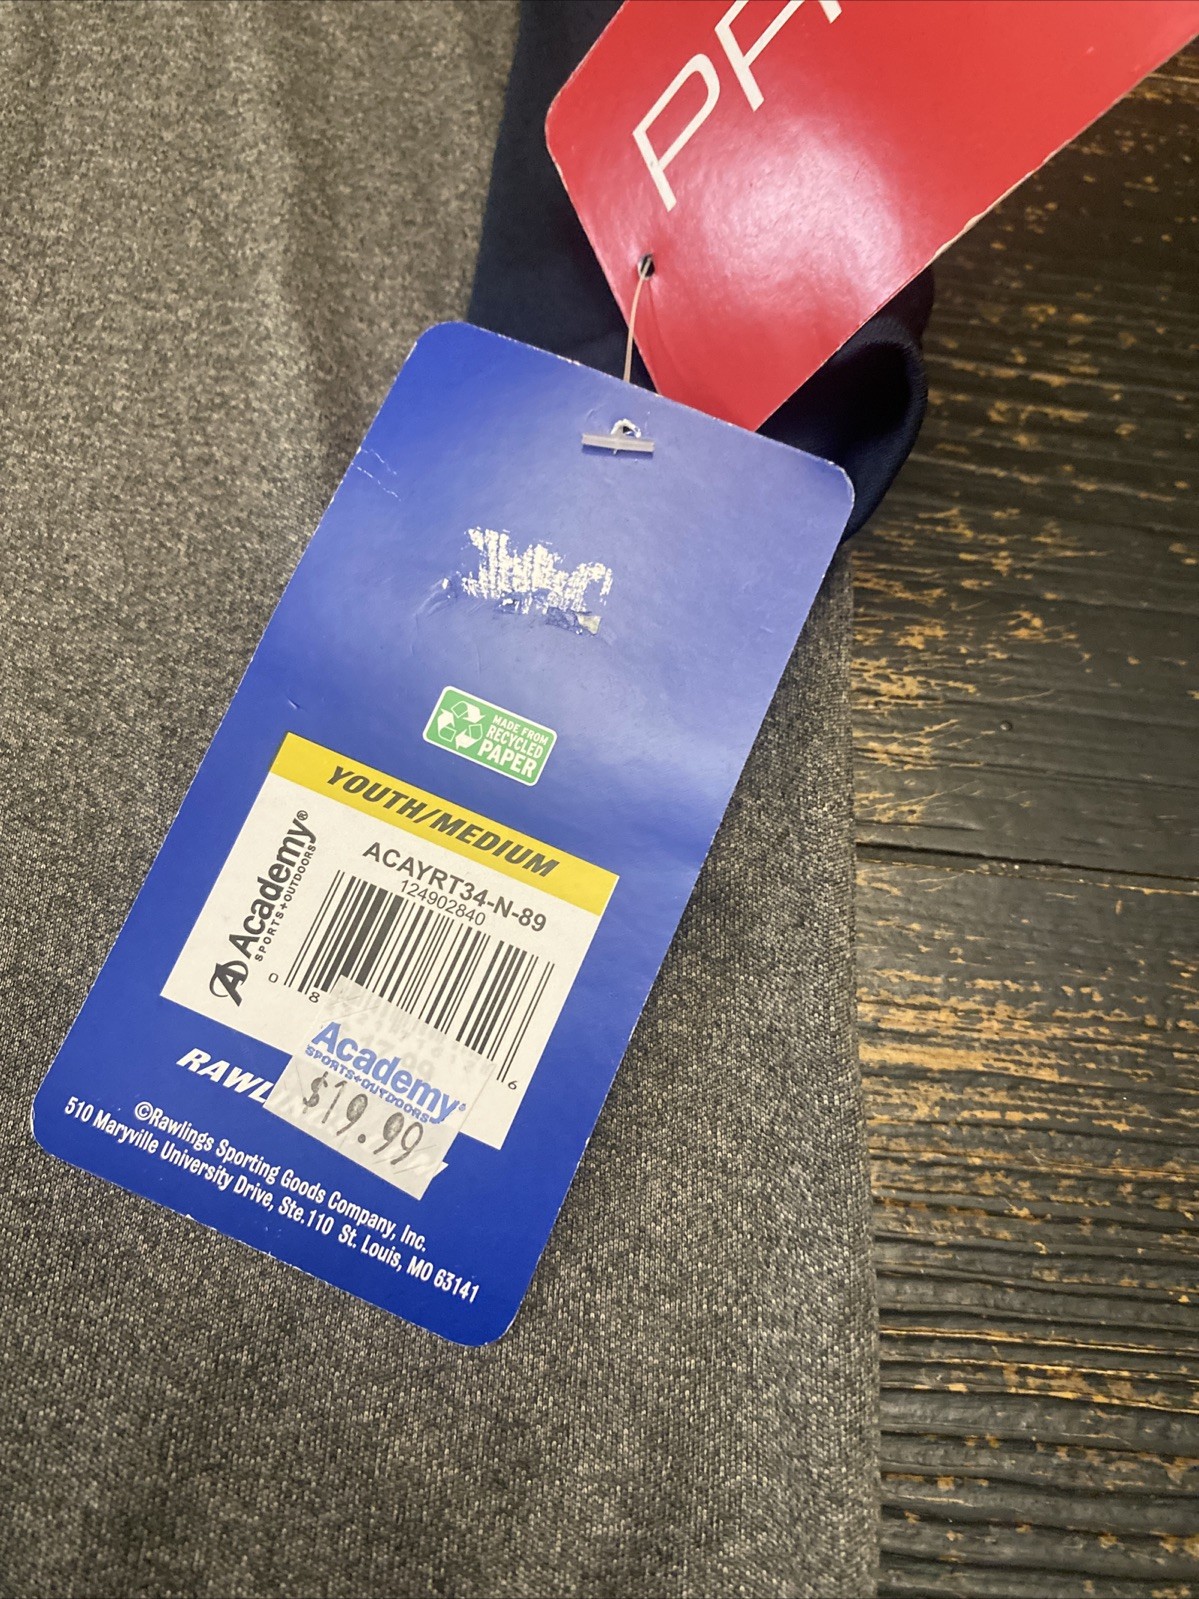 PR
MADE FROM
RECYCLED
PAPER
YOUTH/MEDIUM
ACAYRT34-N-89
124902840
Academy®
SPORTS+OUTDOORS
0 8 6
Academy®
SPORTS+OUTDOORS
$19.99
RAWL
©Rawlings Sporting Goods Company, Inc.
510 Maryville University Drive, Ste.110 St. Louis, MO 63141